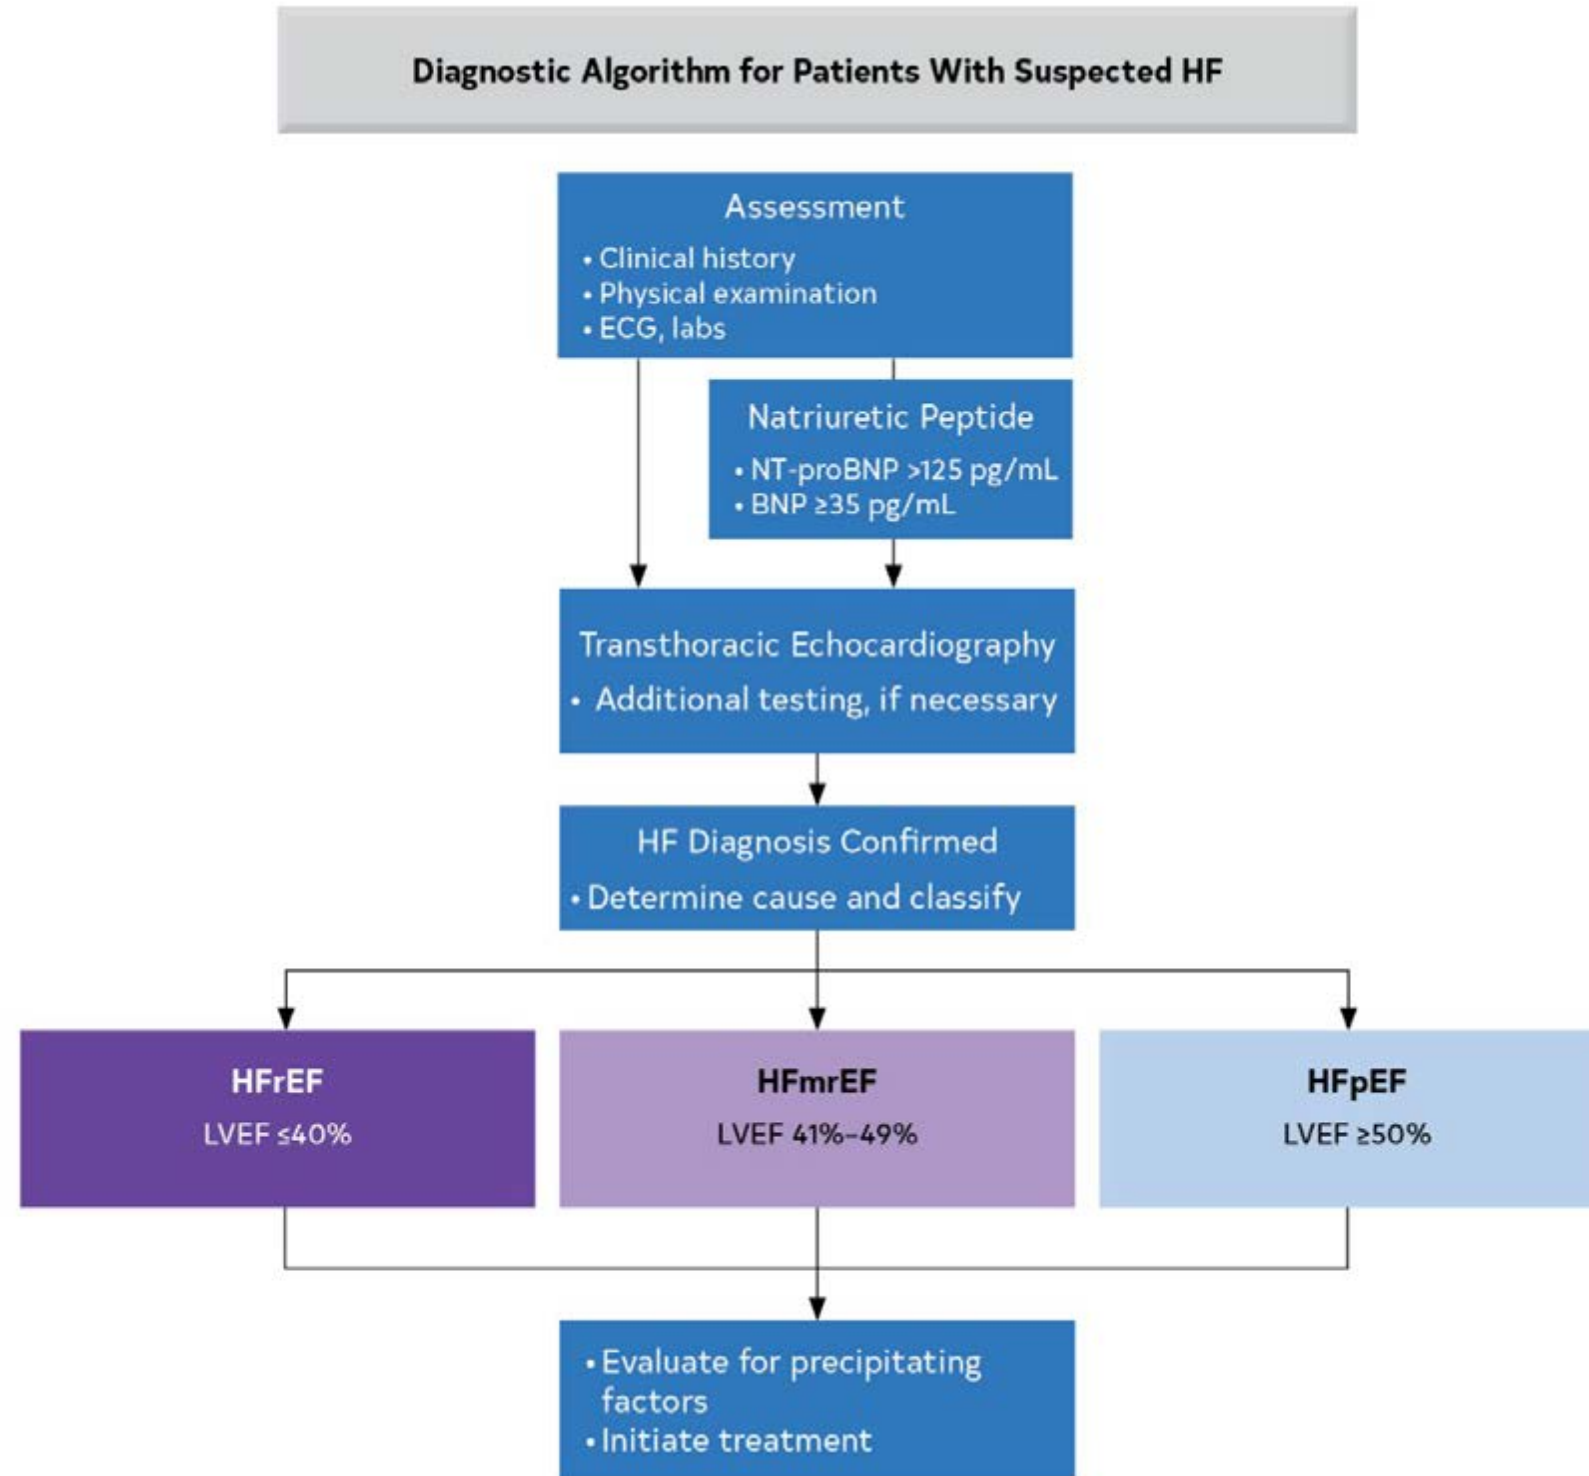 Diagnostic Algorithm for Patients With Suspected HF
Assessment
• Clinical history
• Physical examination
• ECG, labs
Natriuretic Peptide
• NT-proBNP >125 pg/mL
• BNP ≥35 pg/mL
Transthoracic Echocardiography
• Additional testing, if necessary
HF Diagnosis Confirmed
• Determine cause and classify
HFrEF
LVEF ≤40%
HFmrEF
LVEF 41%–49%
HFpEF
LVEF ≥50%
• Evaluate for precipitating
factors
• Initiate treatment